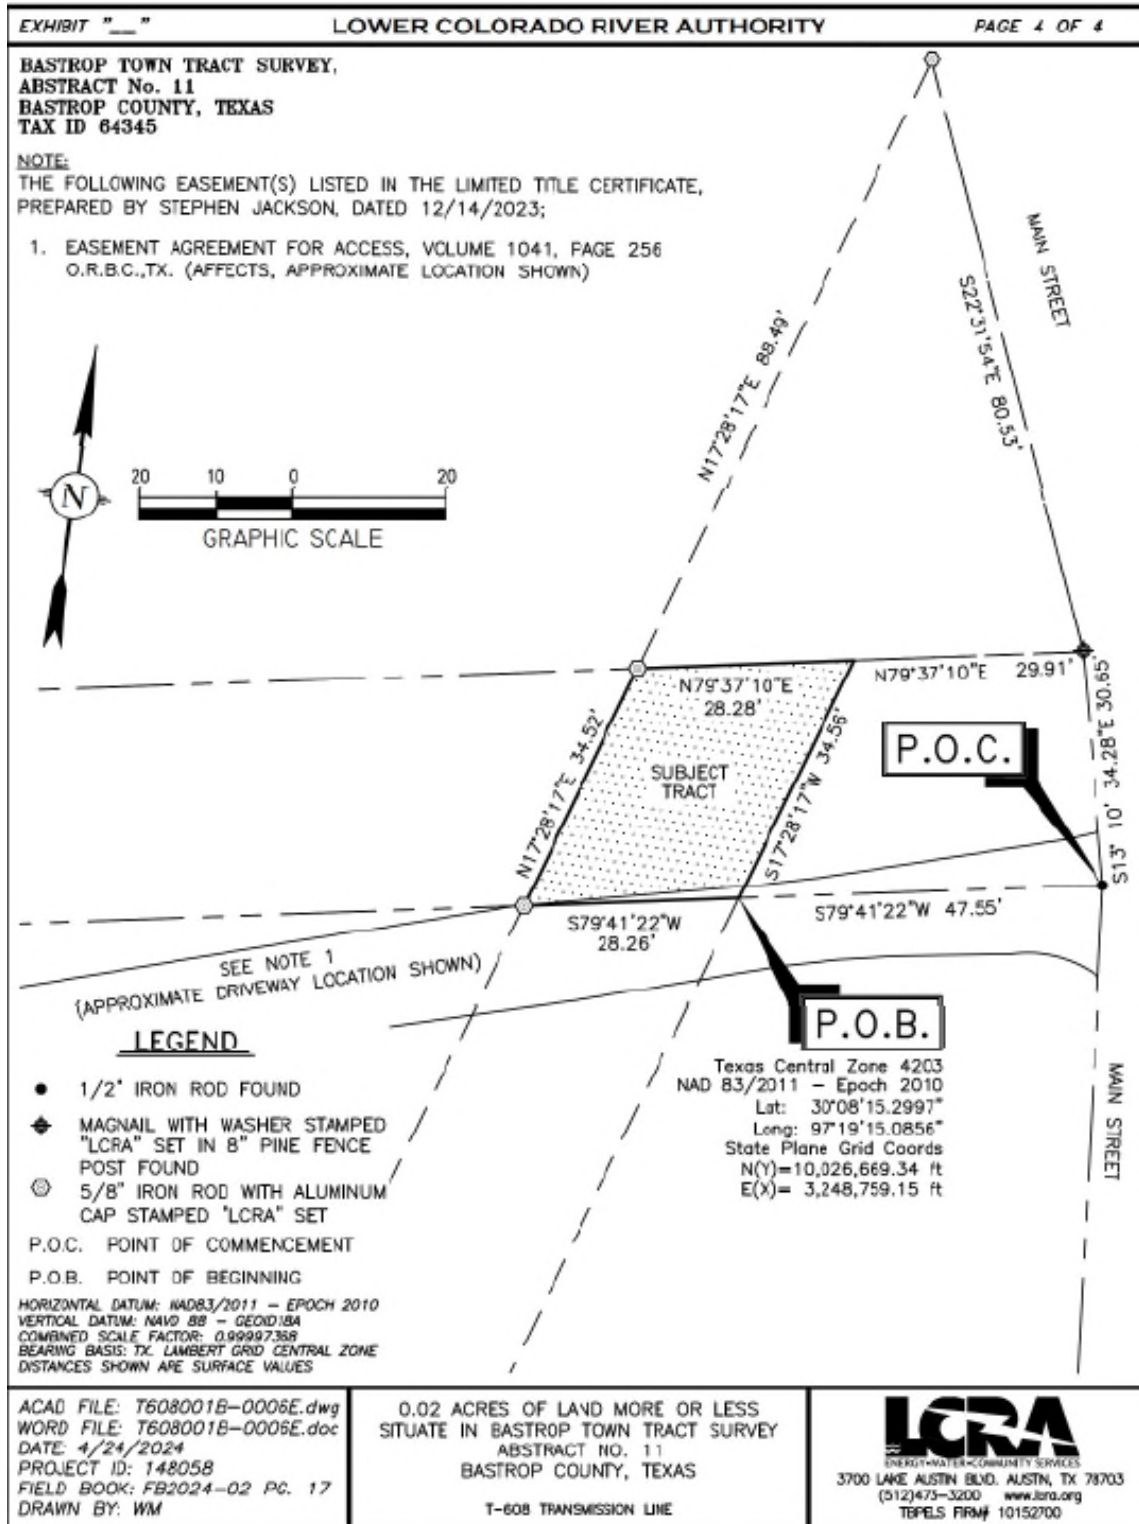 EXHIBIT "__"
LOWER COLORADO RIVER AUTHORITY
PAGE 4 OF 4
BASTROP TOWN TRACT SURVEY,
ABSTRACT No. 11
BASTROP COUNTY, TEXAS
TAX ID 64345
NOTE:
THE FOLLOWING EASEMENT(S) LISTED IN THE LIMITED TITLE CERTIFICATE,
PREPARED BY STEPHEN JACKSON, DATED 12/14/2023;
1. EASEMENT AGREEMENT FOR ACCESS, VOLUME 1041, PAGE 256
O.R.B.C.,TX. (AFFECTS, APPROXIMATE LOCATION SHOWN)
MAIN STREET
S22°31'54"E 80.53'
N17°28'17"E 88.49'
N
20 10 0 20
GRAPHIC SCALE
N79°37'10"E
28.28'
N79°37'10"E 29.91'
S13° 10' 34.28"E 30.65'
P.O.C.
SUBJECT
TRACT
N17°28'17"E 34.52'
S17°28'17"W 34.56'
S79°41'22"W
28.26'
S79°41'22"W 47.55'
SEE NOTE 1
(APPROXIMATE DRIVEWAY LOCATION SHOWN)
P.O.B.
Texas Central Zone 4203
NAD 83/2011 – Epoch 2010
Lat: 30°08'15.2997"
Long: 97°19'15.0856"
State Plane Grid Coords
N(Y)=10,026,669.34 ft
E(X)= 3,248,759.15 ft
MAIN STREET
LEGEND
1/2" IRON ROD FOUND
MAGNAIL WITH WASHER STAMPED
"LCRA" SET IN 8" PINE FENCE
POST FOUND
5/8" IRON ROD WITH ALUMINUM
CAP STAMPED "LCRA" SET
P.O.C. POINT OF COMMENCEMENT
P.O.B. POINT OF BEGINNING
HORIZONTAL DATUM: NAD83/2011 – EPOCH 2010
VERTICAL DATUM: NAVD 88 – GEOID18A
COMBINED SCALE FACTOR: 0.99997368
BEARING BASIS: TX. LAMBERT GRID CENTRAL ZONE
DISTANCES SHOWN ARE SURFACE VALUES
ACAD FILE: T608001B-0006E.dwg
WORD FILE: T608001B-0006E.doc
DATE: 4/24/2024
PROJECT ID: 148058
FIELD BOOK: FB2024-02 PG. 17
DRAWN BY: WM
0.02 ACRES OF LAND MORE OR LESS
SITUATE IN BASTROP TOWN TRACT SURVEY
ABSTRACT NO. 11
BASTROP COUNTY, TEXAS
T-608 TRANSMISSION LINE
LCRA
ENERGY•WATER•COMMUNITY SERVICES
3700 LAKE AUSTIN BLVD. AUSTIN, TX 78703
(512)473-3200 www.lcra.org
TBPELS FIRM# 10152700